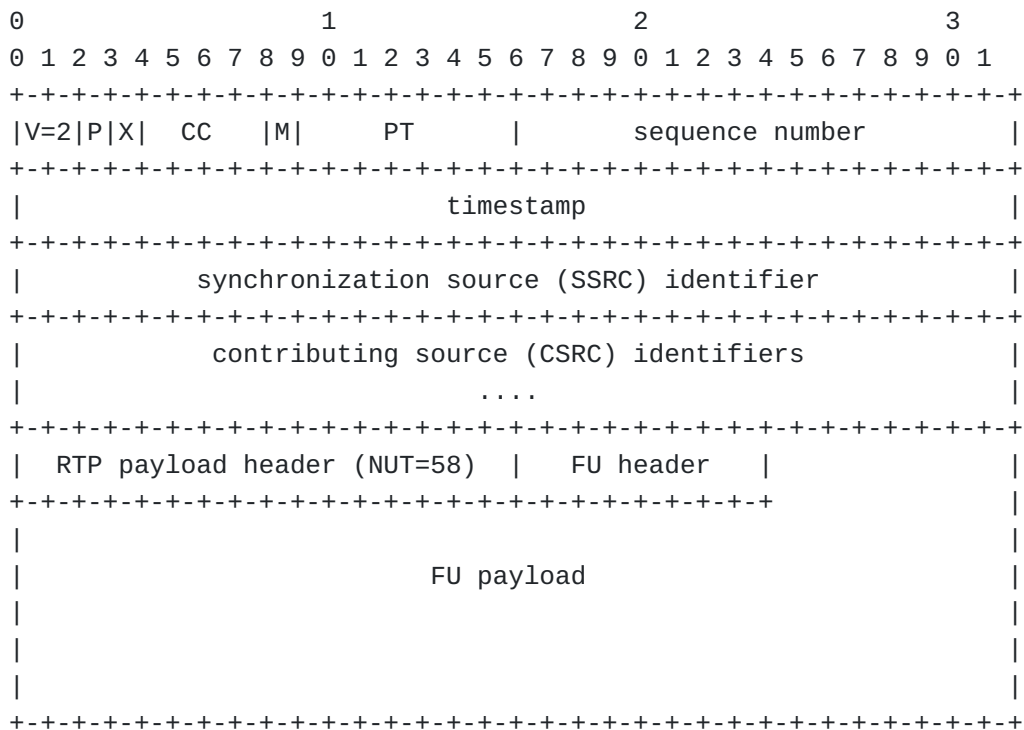 0                   1                   2                   3
0 1 2 3 4 5 6 7 8 9 0 1 2 3 4 5 6 7 8 9 0 1 2 3 4 5 6 7 8 9 0 1
+-+-+-+-+-+-+-+-+-+-+-+-+-+-+-+-+-+-+-+-+-+-+-+-+-+-+-+-+-+-+-+-+
|V=2|P|X|  CC   |M|     PT      |       sequence number         |
+-+-+-+-+-+-+-+-+-+-+-+-+-+-+-+-+-+-+-+-+-+-+-+-+-+-+-+-+-+-+-+-+
|                           timestamp                           |
+-+-+-+-+-+-+-+-+-+-+-+-+-+-+-+-+-+-+-+-+-+-+-+-+-+-+-+-+-+-+-+-+
|           synchronization source (SSRC) identifier            |
+-+-+-+-+-+-+-+-+-+-+-+-+-+-+-+-+-+-+-+-+-+-+-+-+-+-+-+-+-+-+-+-+
|            contributing source (CSRC) identifiers             |
|                             ....                              |
+-+-+-+-+-+-+-+-+-+-+-+-+-+-+-+-+-+-+-+-+-+-+-+-+-+-+-+-+-+-+-+-+
|  RTP payload header (NUT=58)  |   FU header   |               |
+-+-+-+-+-+-+-+-+-+-+-+-+-+-+-+-+-+-+-+-+-+-+-+-+               |
|                                                               |
|                          FU payload                           |
|                                                               |
|                                                               |
|                                                               |
+-+-+-+-+-+-+-+-+-+-+-+-+-+-+-+-+-+-+-+-+-+-+-+-+-+-+-+-+-+-+-+-+